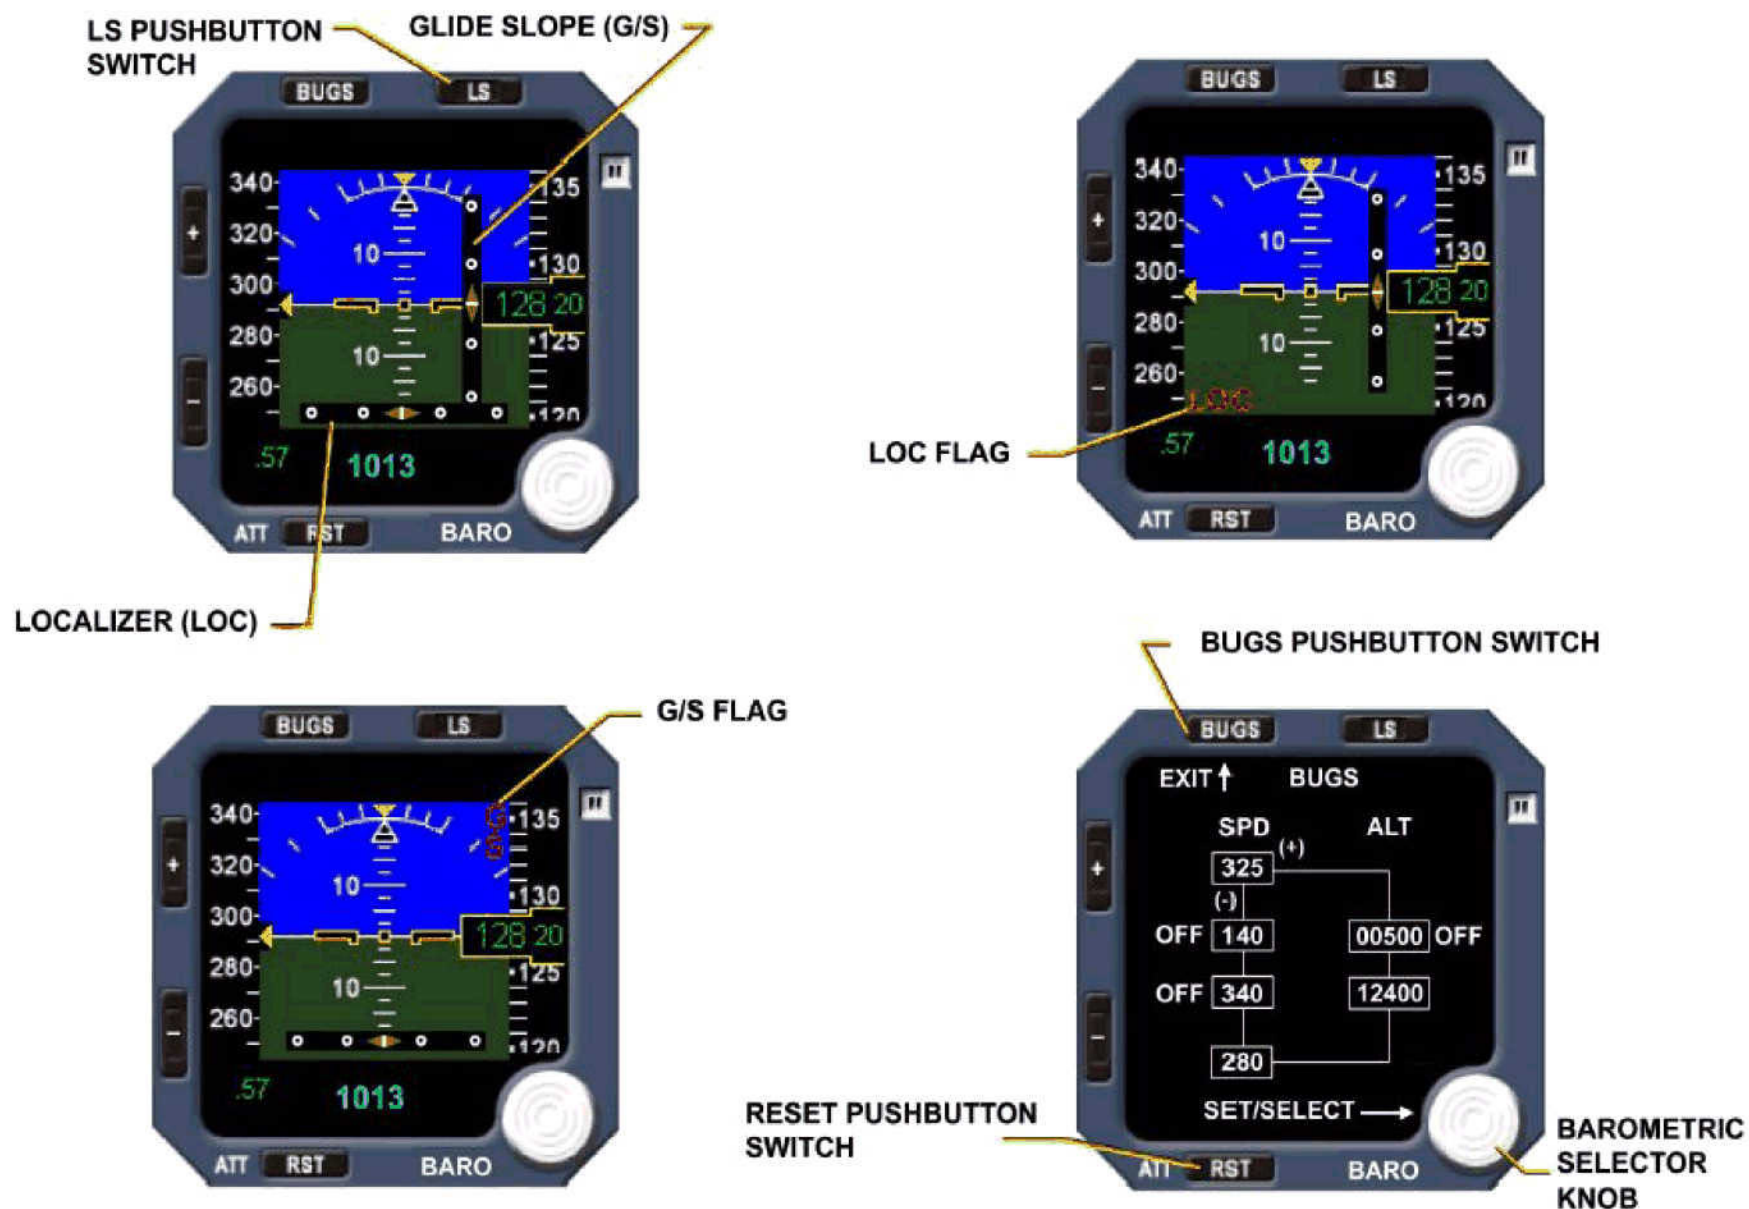 LS PUSHBUTTON
SWITCH
GLIDE SLOPE (G/S)
BUGS
LS
340
320
300
280
260
10
10
135
130
128 20
125
120
.57
1013
ATT
RST
BARO
LOCALIZER (LOC)
BUGS
LS
340
320
300
280
260
10
10
135
130
128 20
125
120
LOC
.57
1013
LOC FLAG
ATT
RST
BARO
G/S FLAG
BUGS
LS
340
320
300
280
260
10
10
G/S
135
130
128 20
125
120
.57
1013
ATT
RST
BARO
BUGS PUSHBUTTON SWITCH
BUGS
LS
EXIT ↑ BUGS
SPD ALT
325 (+)
(-)
OFF 140 00500 OFF
OFF 340 12400
280
SET/SELECT →
+
-
+
-
+
-
+
-
RESET PUSHBUTTON
SWITCH
ATT
RST
BARO
BAROMETRIC
SELECTOR
KNOB